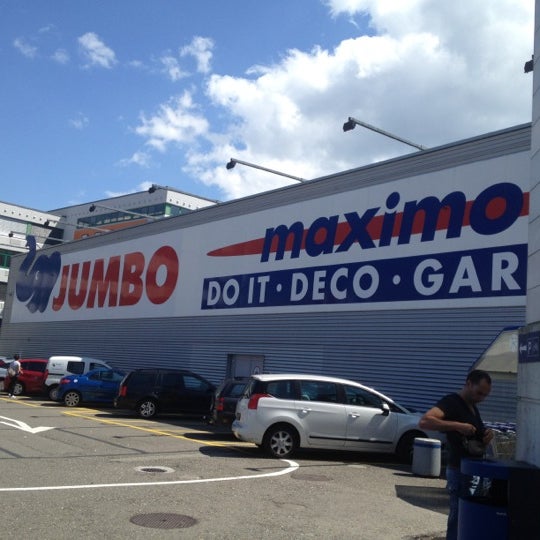 JUMBO
maximo
DO IT · DECO · GAR